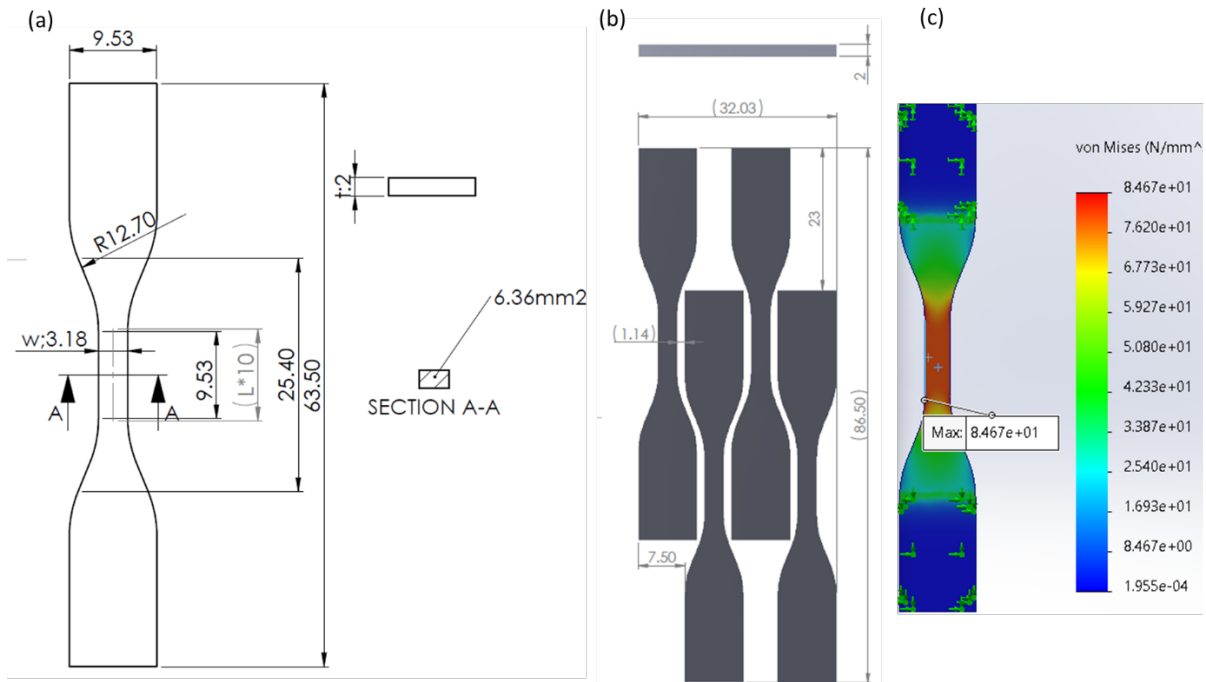 (a)
9.53
R12.70
w;3.18
A
A
9.53
(L*10)
25.40
63.50
t:2
6.36mm2
SECTION A-A
(b)
2
(32.03)
23
(1.14)
(86.50)
7.50
(c)
von Mises (N/mm^
8.467e+01
7.620e+01
6.773e+01
5.927e+01
5.080e+01
4.233e+01
3.387e+01
2.540e+01
1.693e+01
8.467e+00
1.955e-04
Max: 8.467e+01